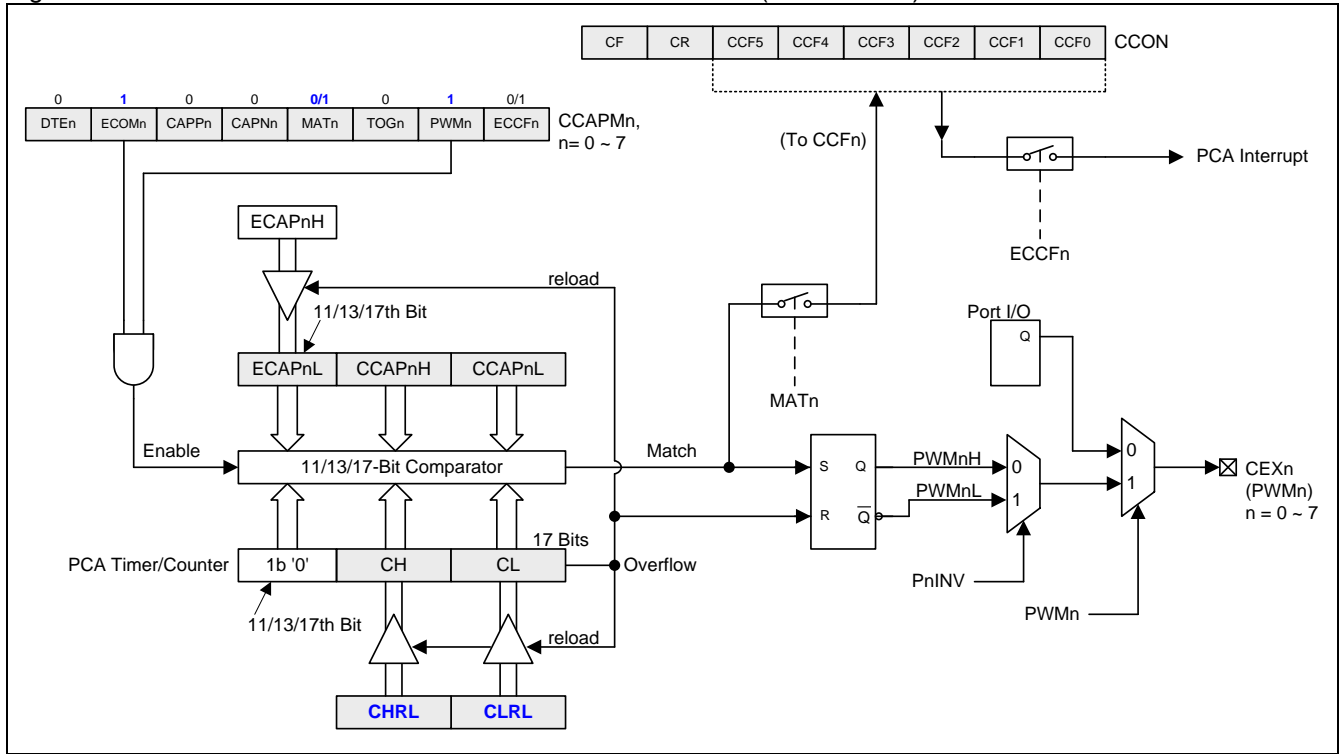 CF CR CCF5 CCF4 CCF3 CCF2 CCF1 CCF0 CCON
0 1 0 0 0/1 0 1 0/1
DTEn ECOMn CAPPn CAPNn MATn TOGn PWMn ECCFn CCAPMn,
n= 0 ~ 7
(To CCFn)
PCA Interrupt
ECAPnH
ECCFn
reload
11/13/17th Bit
Port I/O
Q
ECAPnL CCAPnH CCAPnL
MATn
Enable
11/13/17-Bit Comparator
Match
S Q
R Q
PWMnH
PWMnL
0
1
0
1
CEXn
(PWMn)
n = 0 ~ 7
17 Bits
PCA Timer/Counter 1b '0' CH CL Overflow
PnINV
PWMn
11/13/17th Bit
reload
CHRL CLRL